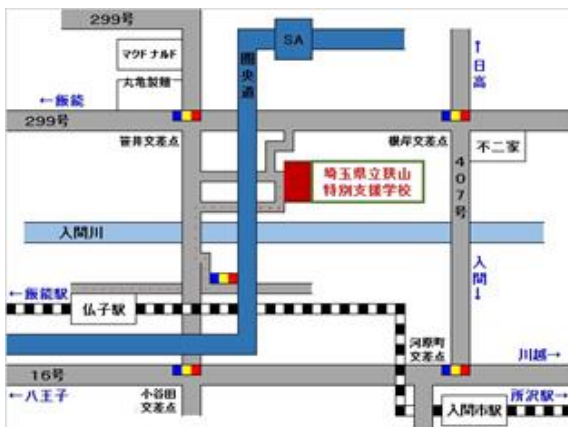 299号
SA
マクドナルド
丸亀製麺
圏央道
↑日高
←飯能
299号
笹井交差点
根岸交差点
不二家
埼玉県立狭山
特別支援学校
407号
入間川
入間↓
←飯能駅
仏子駅
河原町
交差点
川越→
16号
←八王子
小谷田
交差点
所沢駅→
入間市駅